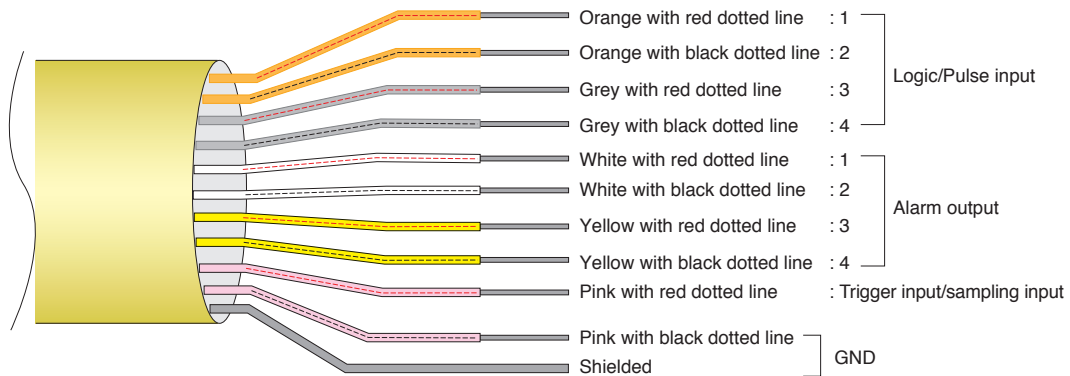 Orange with red dotted line : 1
Orange with black dotted line : 2
Grey with red dotted line : 3
Grey with black dotted line : 4
Logic/Pulse input
White with red dotted line : 1
White with black dotted line : 2
Yellow with red dotted line : 3
Yellow with black dotted line : 4
Alarm output
Pink with red dotted line : Trigger input/sampling input
Pink with black dotted line
Shielded
GND